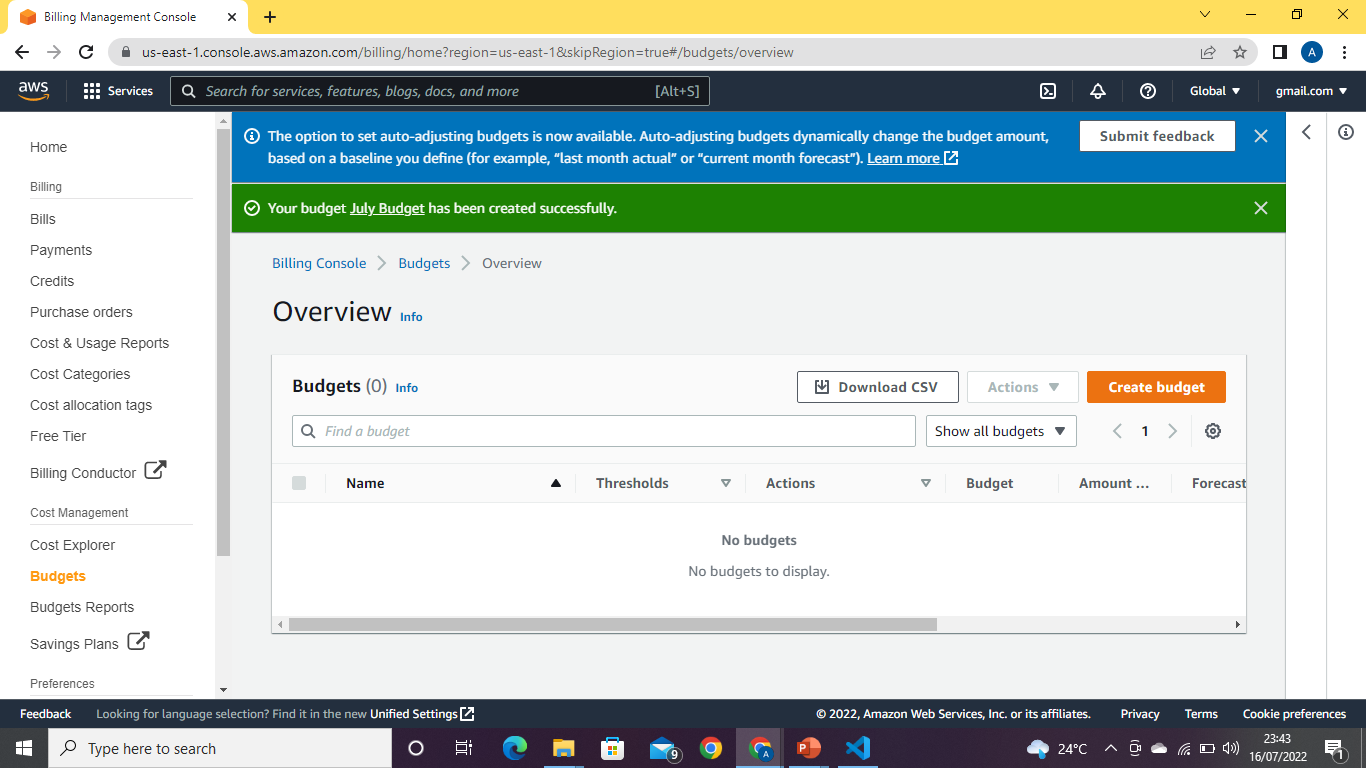 Billing Management Console
us-east-1.console.aws.amazon.com/billing/home?region=us-east-1&skipRegion=true#/budgets/overview
A
aws
Services
Search for services, features, blogs, docs, and more
[Alt+S]
Global
gmail.com
Home
Billing
Bills
Payments
Credits
Purchase orders
Cost & Usage Reports
Cost Categories
Cost allocation tags
Free Tier
Billing Conductor
Cost Management
Cost Explorer
Budgets
Budgets Reports
Savings Plans
Preferences
The option to set auto-adjusting budgets is now available. Auto-adjusting budgets dynamically change the budget amount,
based on a baseline you define (for example, “last month actual” or “current month forecast”). Learn more
Submit feedback
Your budget July Budget has been created successfully.
Billing Console
Budgets
Overview
Overview Info
Budgets (0) Info
Download CSV
Actions
Create budget
Find a budget
Show all budgets
1
Name
Thresholds
Actions
Budget
Amount ...
Forecast
No budgets
No budgets to display.
Feedback
Looking for language selection? Find it in the new Unified Settings
© 2022, Amazon Web Services, Inc. or its affiliates.
Privacy
Terms
Cookie preferences
Type here to search
9
A
24°C
23:43
16/07/2022
1